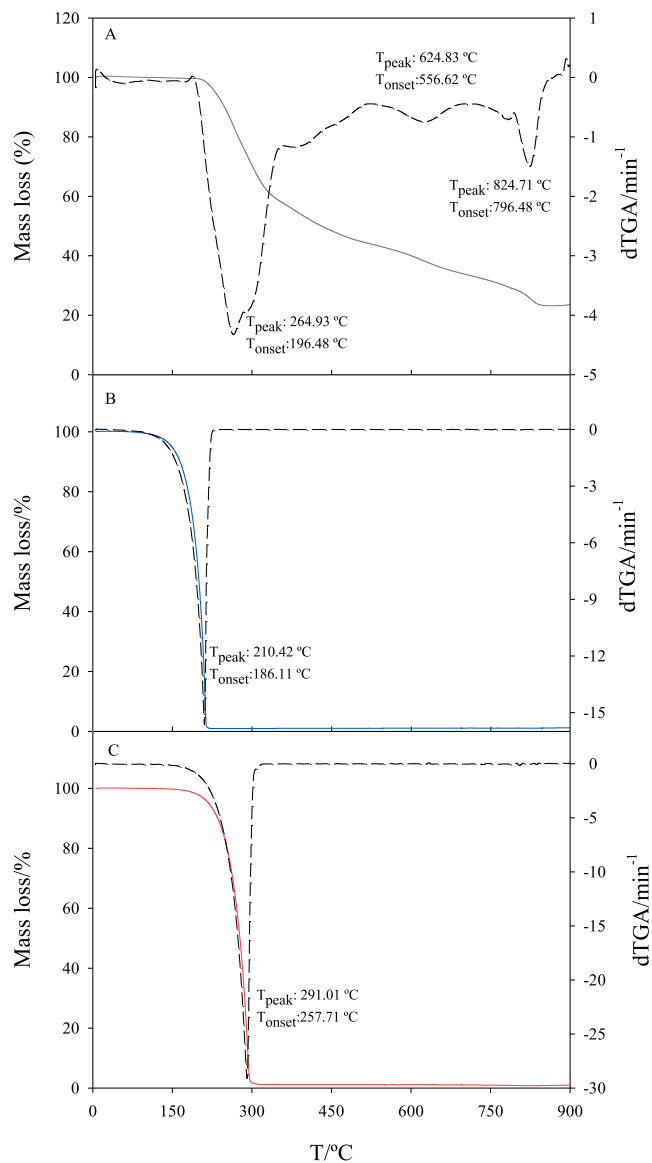 A
120
100
80
60
40
20
0
Mass loss (%)
1
0
-1
-2
-3
-4
-5
dTGA/min-1
Tpeak: 624.83 ºC
Tonset:556.62 ºC
Tpeak: 824.71 ºC
Tonset:796.48 ºC
Tpeak: 264.93 ºC
Tonset:196.48 ºC
B
100
80
60
40
20
0
Mass loss/%
0
-3
-6
-9
-12
-15
dTGA/min-1
Tpeak: 210.42 ºC
Tonset:186.11 ºC
C
100
80
60
40
20
0
Mass loss/%
0
-5
-10
-15
-20
-25
-30
dTGA/min-1
Tpeak: 291.01 ºC
Tonset:257.71 ºC
0 150 300 450 600 750 900
T/ºC